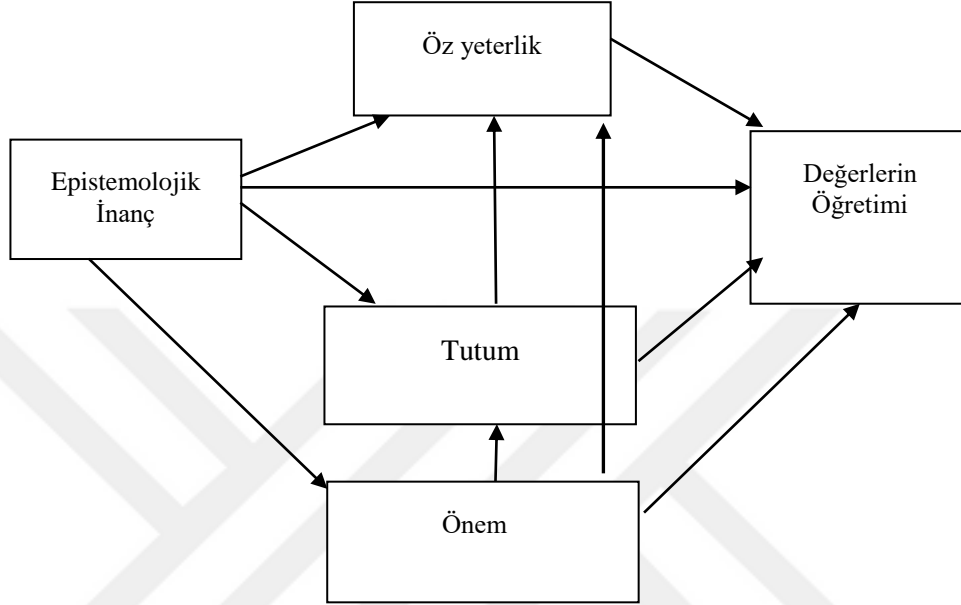 Öz yeterlik
Epistemolojik
İnanç
Değerlerin
Öğretimi
Tutum
Önem